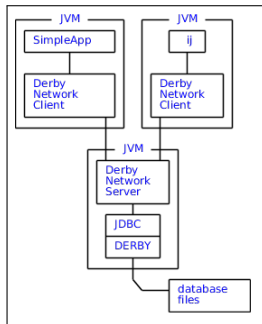 JVM
SimpleApp
Derby
Network
Client
JVM
ij
Derby
Network
Client
JVM
Derby
Network
Server
JDBC
DERBY
database
files